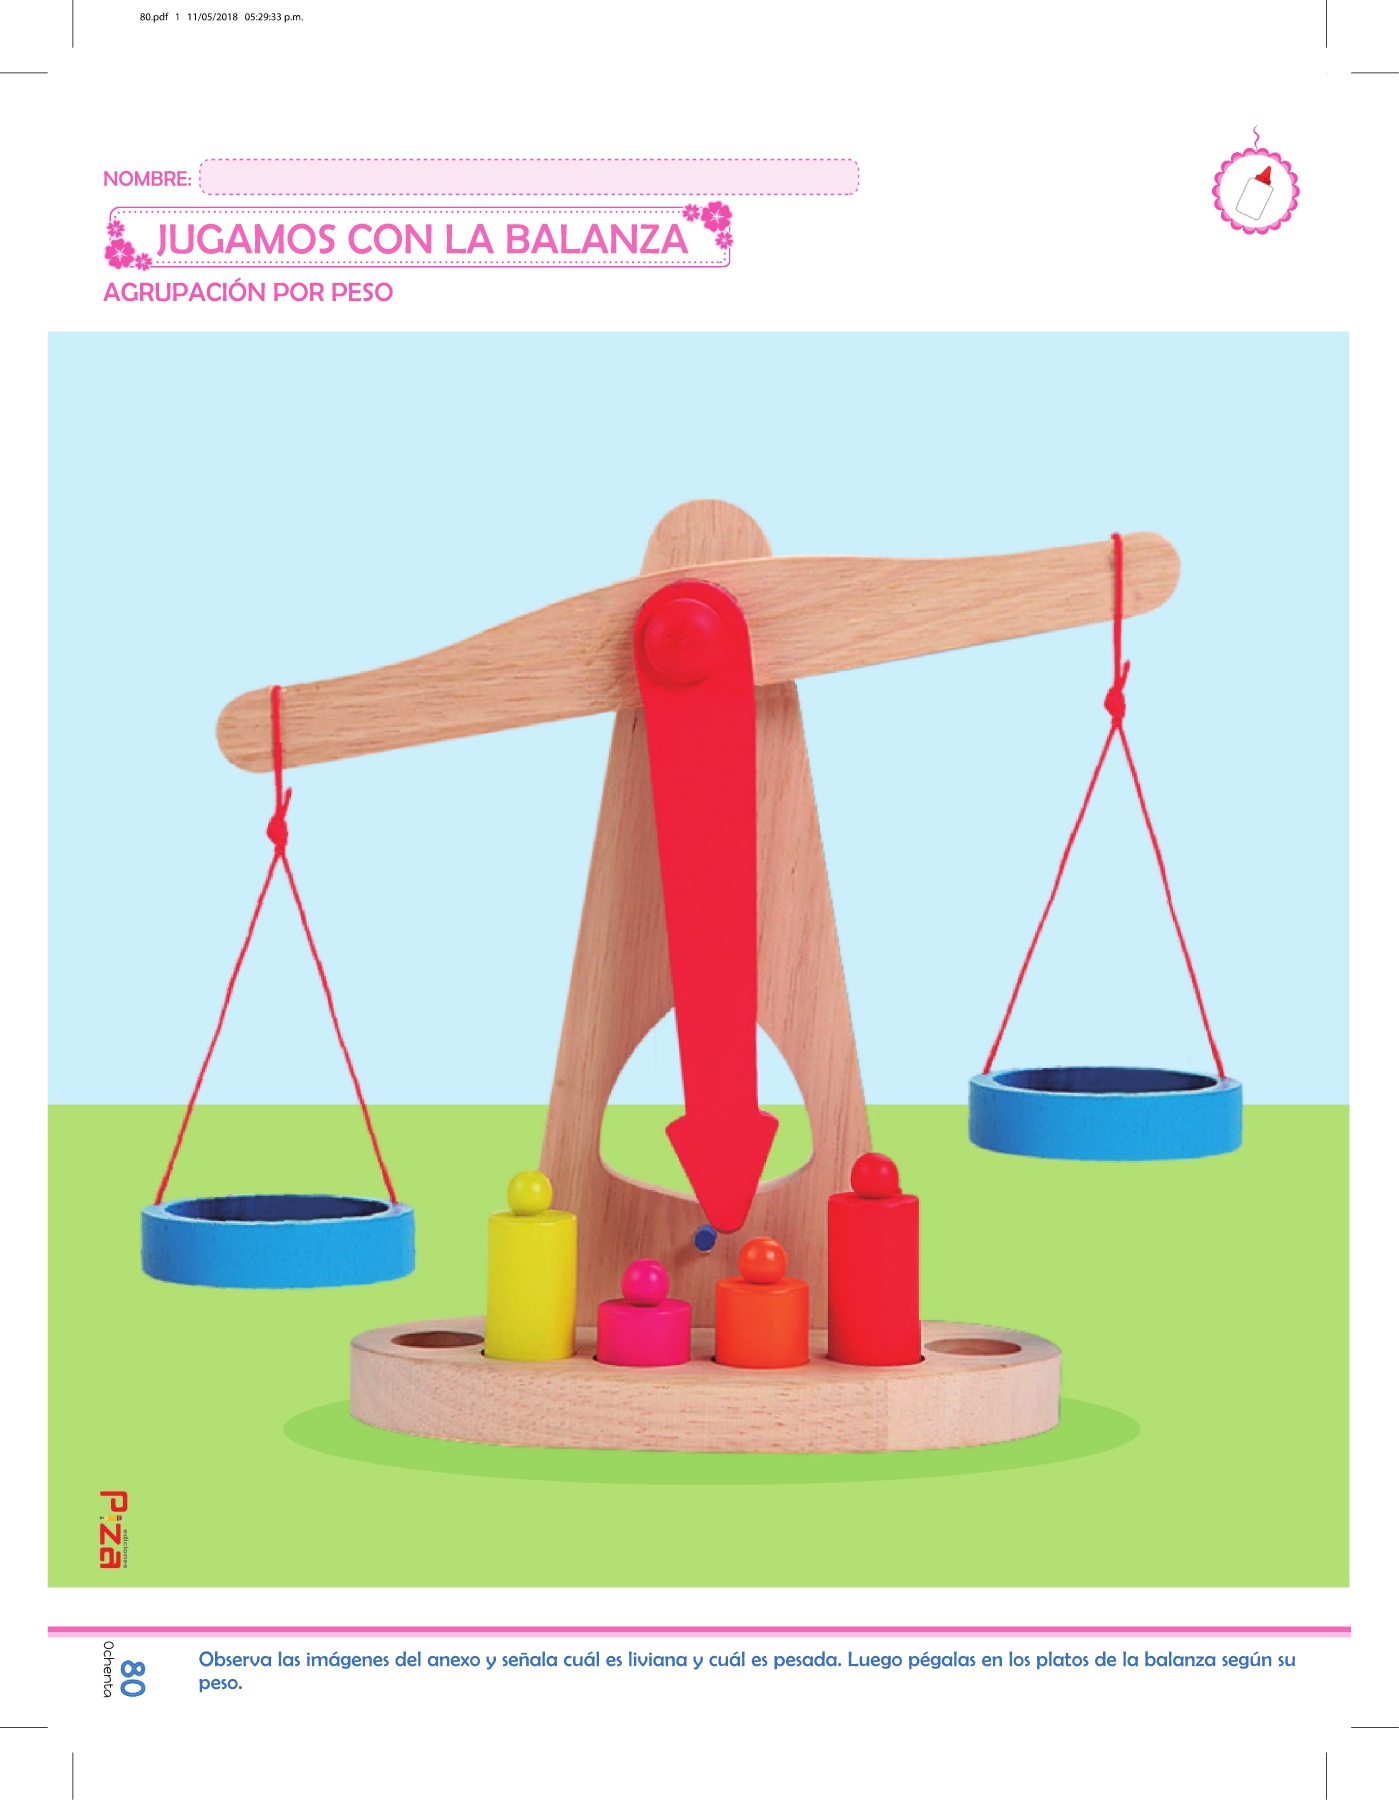 80.pdf 1 11/05/2018 05:29:33 p.m.
NOMBRE:
JUGAMOS CON LA BALANZA
AGRUPACIÓN POR PESO
Piza
ediciones
80
Ochenta
Observa las imágenes del anexo y señala cuál es liviana y cuál es pesada. Luego pégalas en los platos de la balanza según su
peso.